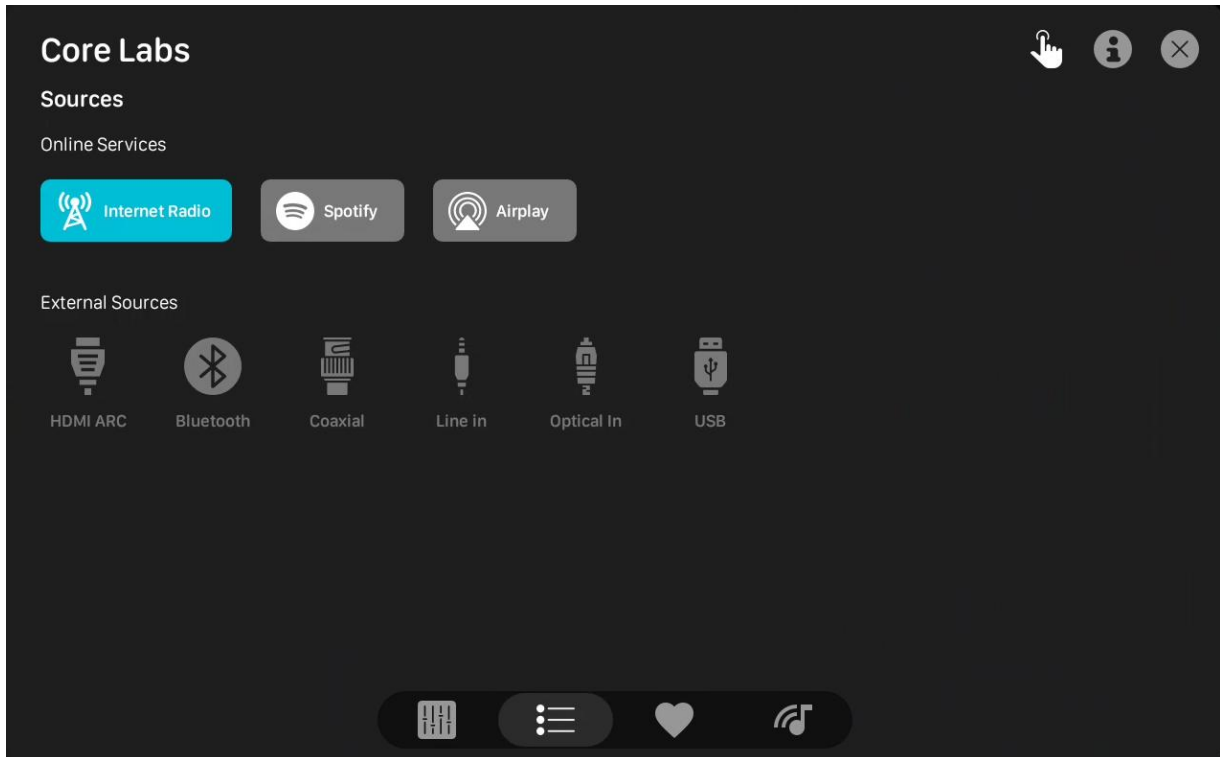 Core Labs
Sources
Online Services
Internet Radio Spotify Airplay
External Sources
HDMI ARC Bluetooth Coaxial Line in Optical In USB